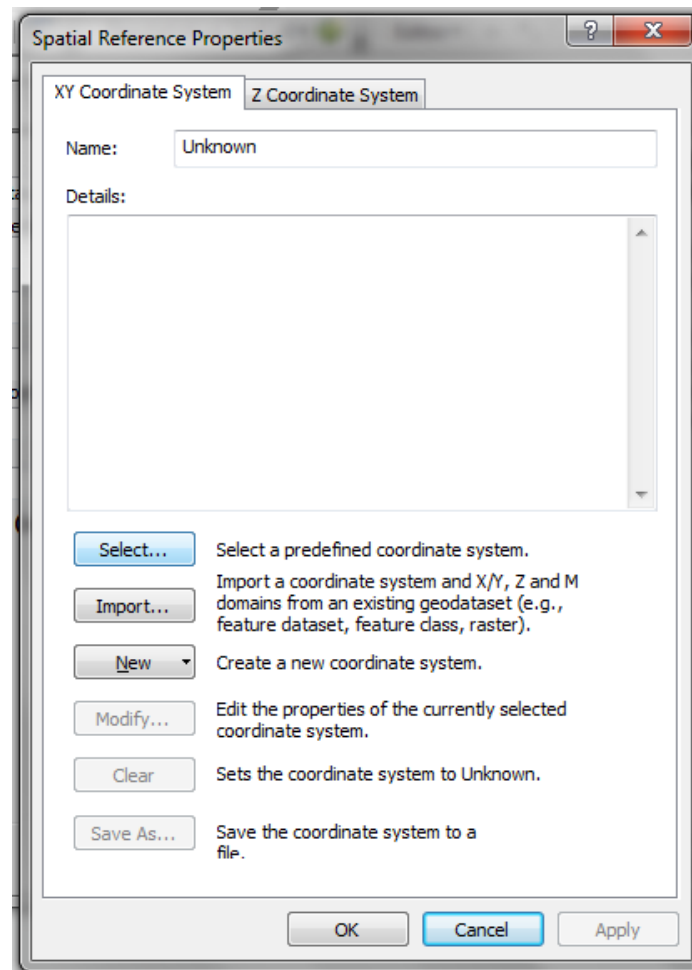 Spatial Reference Properties
XY Coordinate System
Z Coordinate System
Name:
Unknown
Details:
Select...
Select a predefined coordinate system.
Import...
Import a coordinate system and X/Y, Z and M
domains from an existing geodataset (e.g.,
feature dataset, feature class, raster).
New
Create a new coordinate system.
Modify...
Edit the properties of the currently selected
coordinate system.
Clear
Sets the coordinate system to Unknown.
Save As...
Save the coordinate system to a
file.
OK
Cancel
Apply